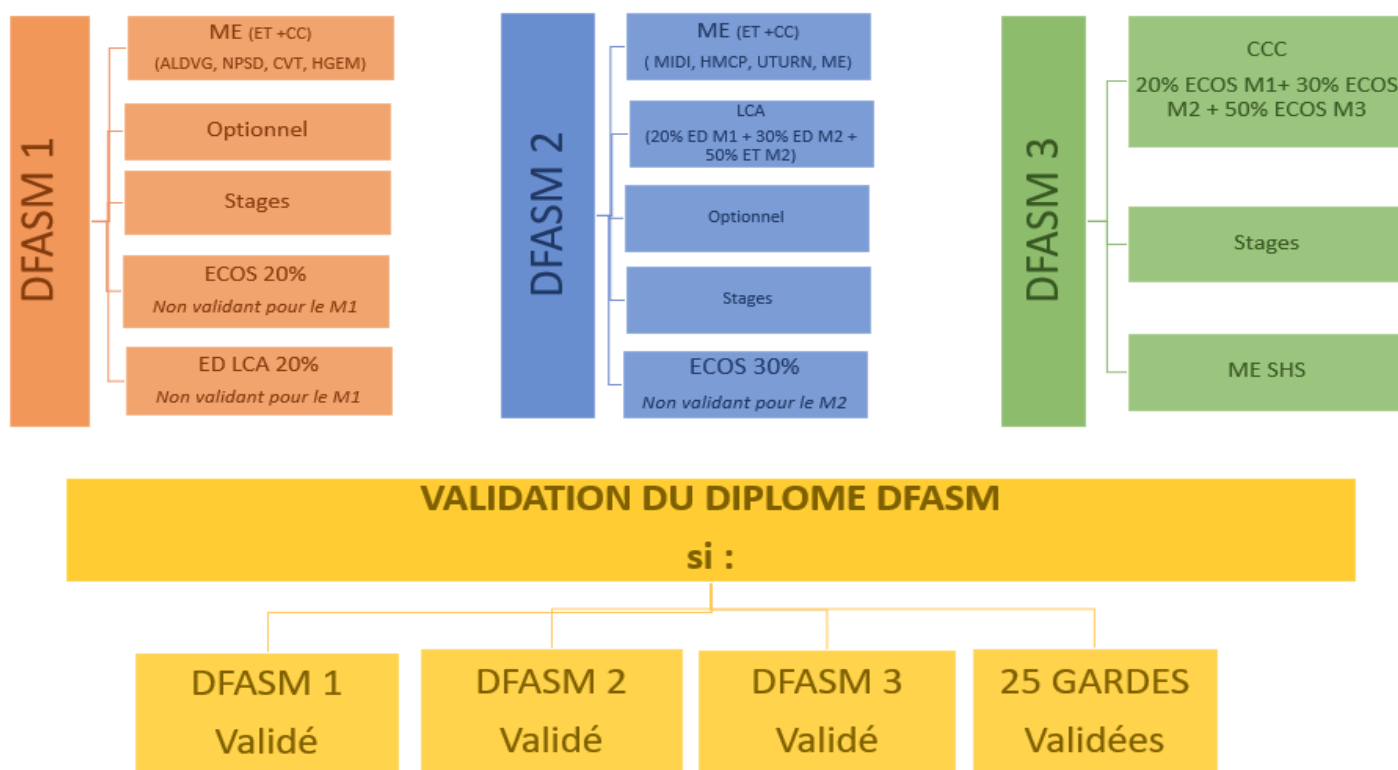 DFASM 1
ME (ET +CC)
(ALDVG, NPSD, CVT, HGEM)
Optionnel
Stages
ECOS 20%
Non validant pour le M1
ED LCA 20%
Non validant pour le M1
DFASM 2
ME (ET +CC)
( MIDI, HMCP, UTURN, ME)
LCA
(20% ED M1 + 30% ED M2 +
50% ET M2)
Optionnel
Stages
ECOS 30%
Non validant pour le M2
DFASM 3
CCC
20% ECOS M1+ 30% ECOS
M2 + 50% ECOS M3
Stages
ME SHS
VALIDATION DU DIPLOME DFASM
si :
DFASM 1
Validé
DFASM 2
Validé
DFASM 3
Validé
25 GARDES
Validées